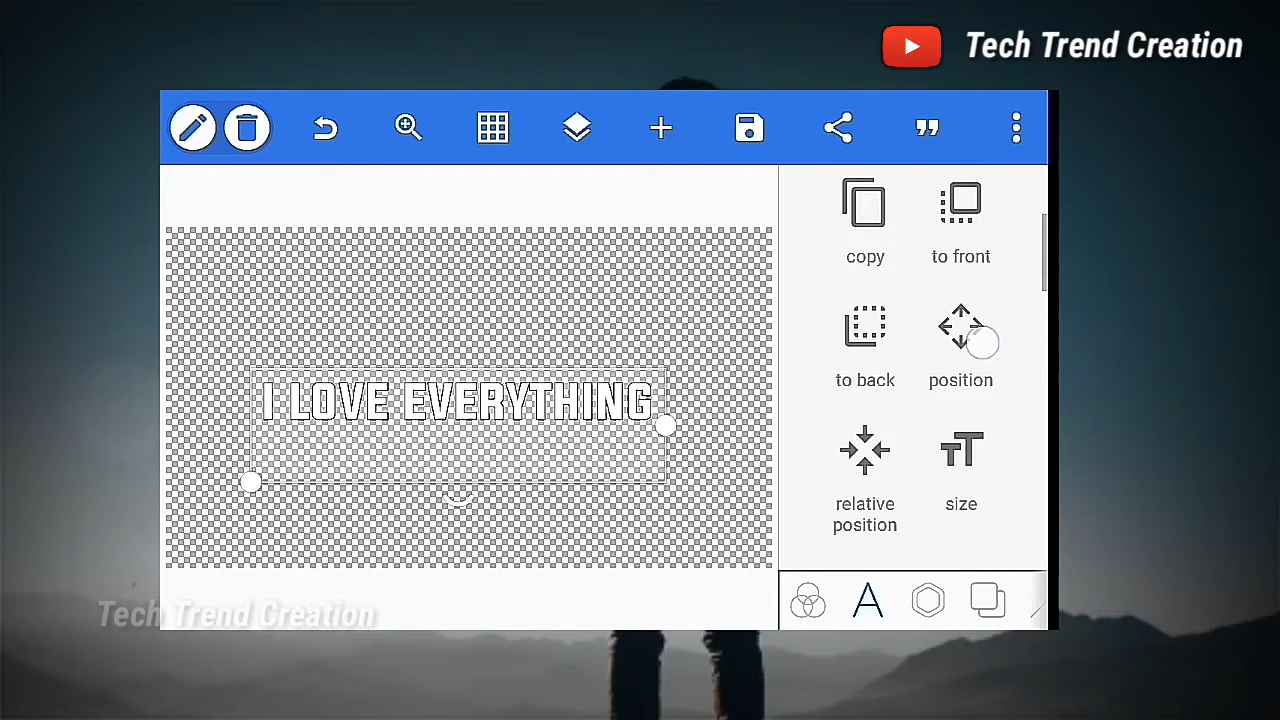 Tech Trend Creation
copy
to front
I LOVE EVERYTHING
to back
position
relative
position
size
Tech Trend Creation